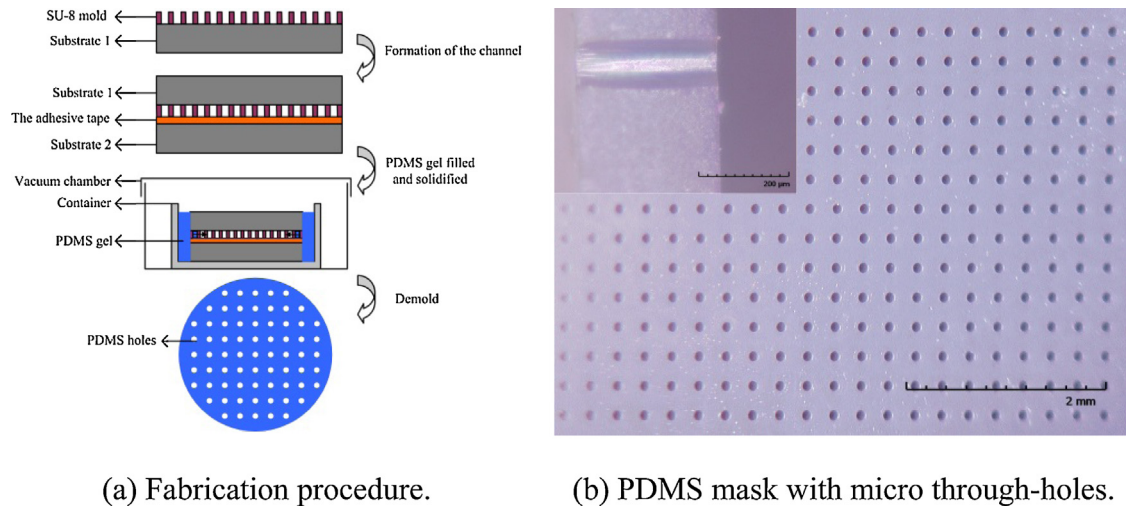 SU-8 mold
Substrate 1
Formation of the channel
Substrate 1
The adhesive tape
Substrate 2
PDMS gel filled
and solidified
Vacuum chamber
Container
PDMS gel
Demold
PDMS holes
200 μm
2 mm
(a) Fabrication procedure.
(b) PDMS mask with micro through-holes.